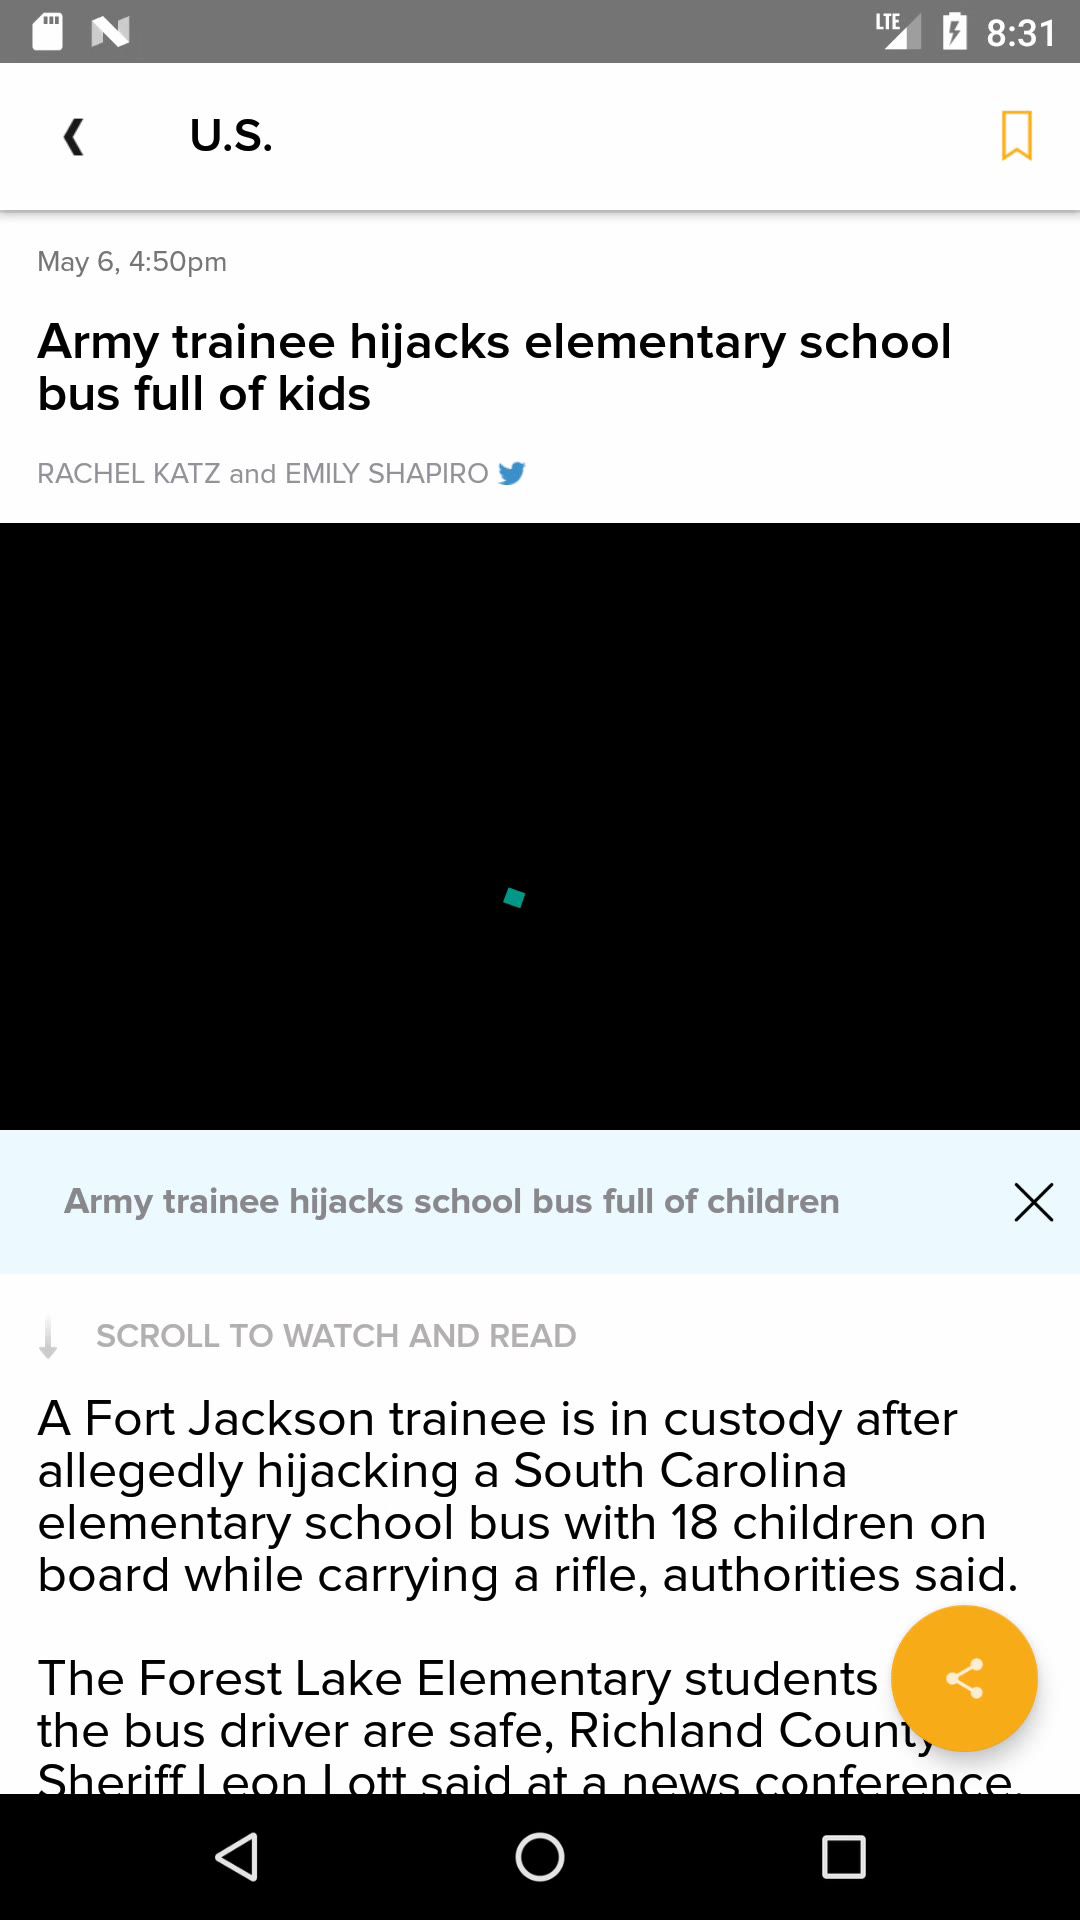 LTE 8:31
U.S.
May 6, 4:50pm
Army trainee hijacks elementary school
bus full of kids
RACHEL KATZ and EMILY SHAPIRO
Army trainee hijacks school bus full of children
SCROLL TO WATCH AND READ
A Fort Jackson trainee is in custody after
allegedly hijacking a South Carolina
elementary school bus with 18 children on
board while carrying a rifle, authorities said.
The Forest Lake Elementary students
the bus driver are safe, Richland County
Sheriff Leon Lott said at a news conference.